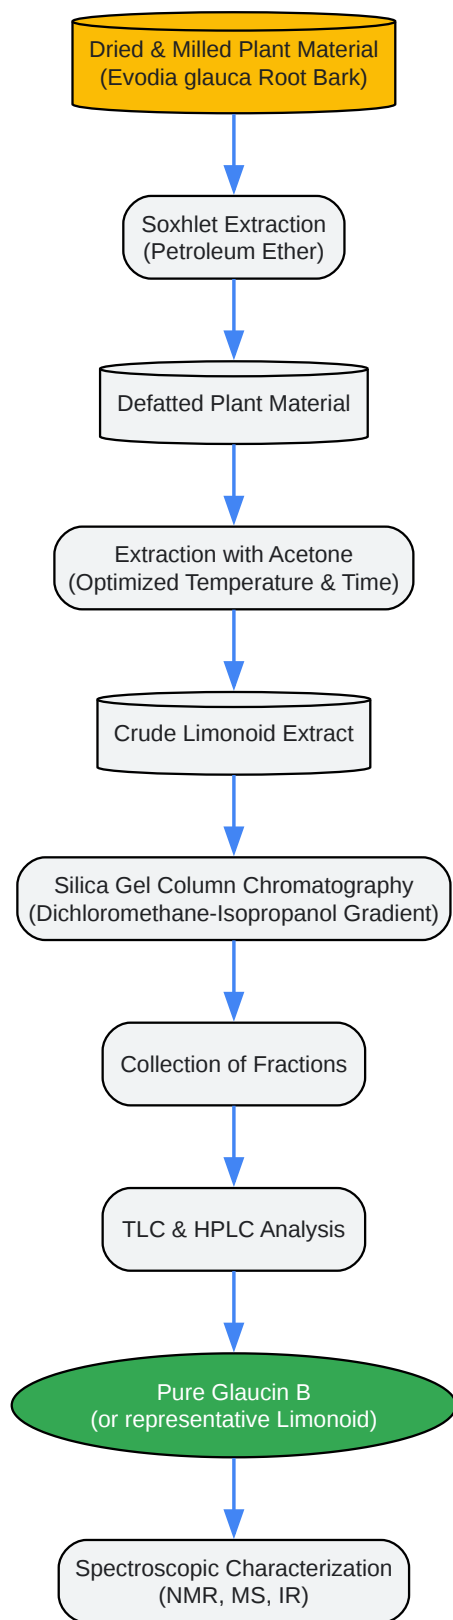 Dried & Milled Plant Material
(Evodia glauca Root Bark)
Soxhlet Extraction
(Petroleum Ether)
Defatted Plant Material
Extraction with Acetone
(Optimized Temperature & Time)
Crude Limonoid Extract
Silica Gel Column Chromatography
(Dichloromethane-Isopropanol Gradient)
Collection of Fractions
TLC & HPLC Analysis
Pure Glaucin B
(or representative Limonoid)
Spectroscopic Characterization
(NMR, MS, IR)